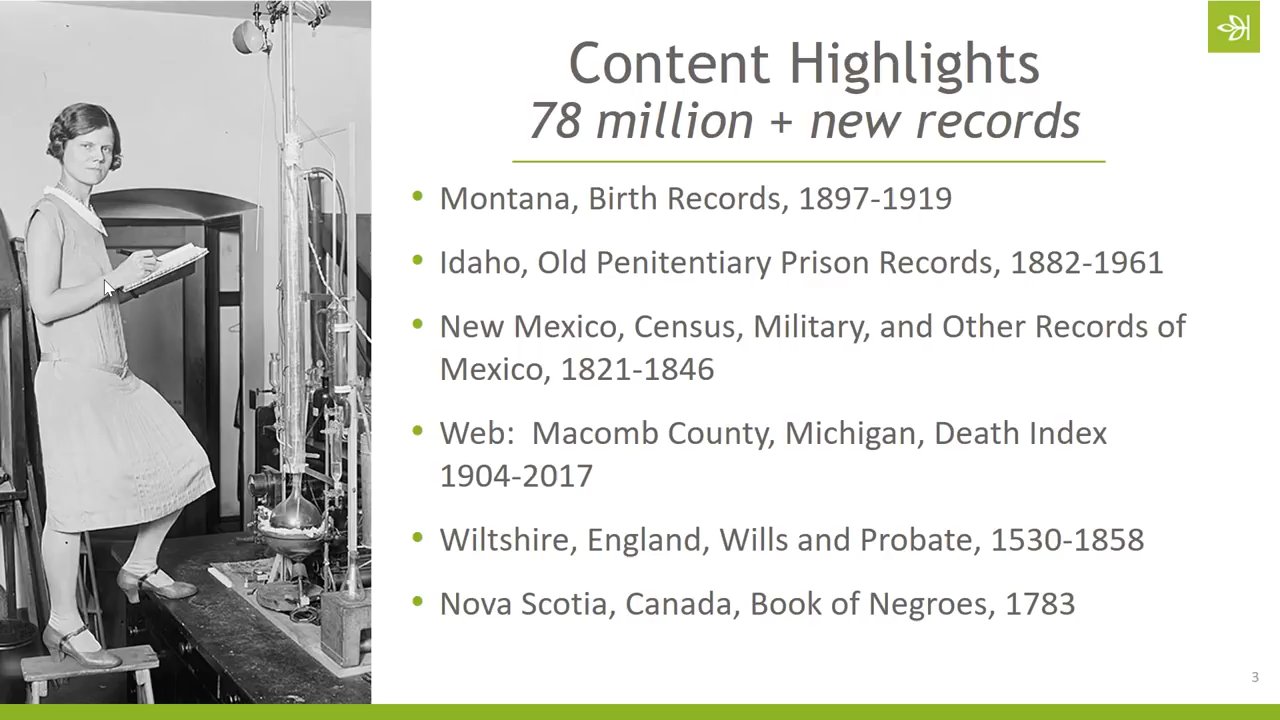 Content Highlights
78 million + new records
• Montana, Birth Records, 1897-1919
• Idaho, Old Penitentiary Prison Records, 1882-1961
• New Mexico, Census, Military, and Other Records of
Mexico, 1821-1846
• Web:  Macomb County, Michigan, Death Index
1904-2017
• Wiltshire, England, Wills and Probate, 1530-1858
• Nova Scotia, Canada, Book of Negroes, 1783
3